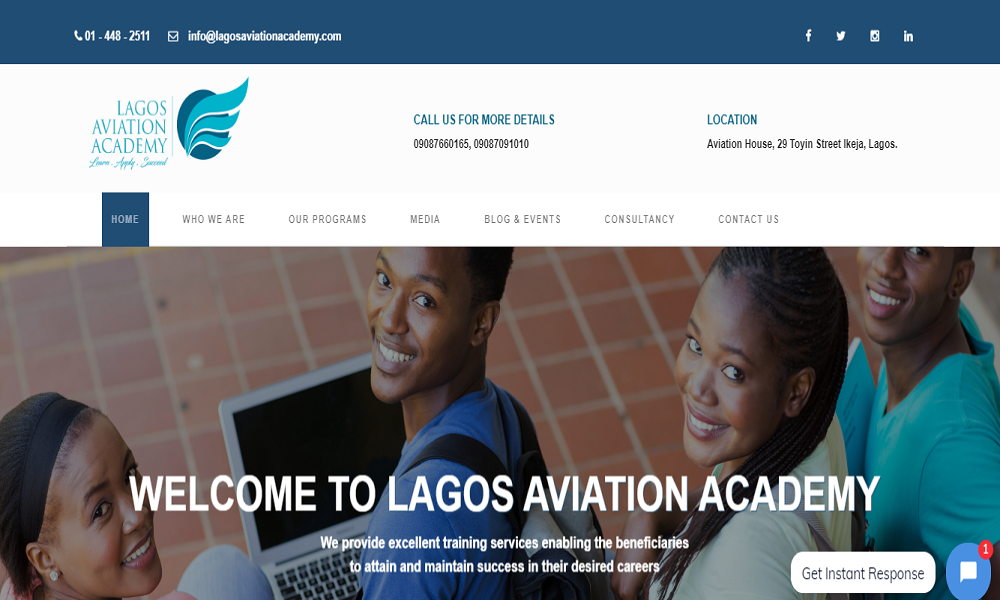 01 - 448 - 2511 info@lagosaviationacademy.com
LAGOS
AVIATION
ACADEMY
Learn . Apply . Succeed
CALL US FOR MORE DETAILS
09087660165, 09087091010
LOCATION
Aviation House, 29 Toyin Street Ikeja, Lagos.
HOME WHO WE ARE OUR PROGRAMS MEDIA BLOG & EVENTS CONSULTANCY CONTACT US
WELCOME TO LAGOS AVIATION ACADEMY
We provide excellent training services enabling the beneficiaries
to attain and maintain success in their desired careers
Get Instant Response
1